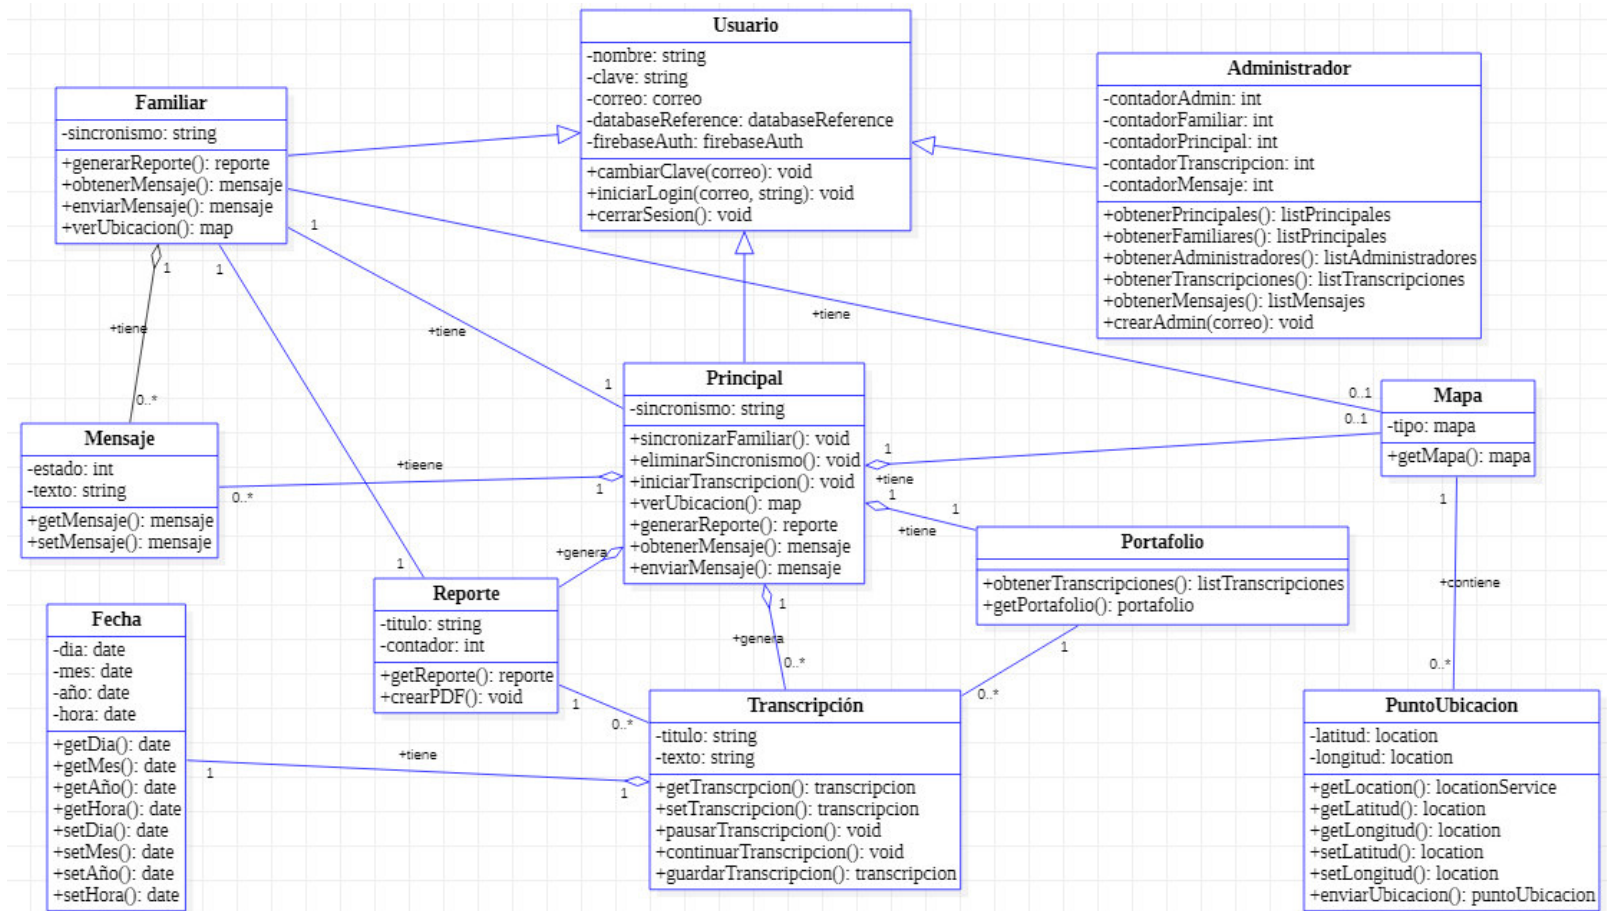 Usuario
-nombre: string
-clave: string
-correo: correo
-databaseReference: databaseReference
-firebaseAuth: firebaseAuth
+cambiarClave(correo): void
+iniciarLogin(correo, string): void
+cerrarSesion(): void
Administrador
-contadorAdmin: int
-contadorFamiliar: int
-contadorPrincipal: int
-contadorTranscripcion: int
-contadorMensaje: int
+obtenerPrincipales(): listPrincipales
+obtenerFamiliares(): listPrincipales
+obtenerAdministradores(): listAdministradores
+obtenerTranscripciones(): listTranscripciones
+obtenerMensajes(): listMensajes
+crearAdmin(correo): void
Familiar
-sincronismo: string
+generarReporte(): reporte
+obtenerMensaje(): mensaje
+enviarMensaje(): mensaje
+verUbicacion(): map
1
1
1
+tiene
+tiene
+tiene
0..*
1
0..1
0..1
Principal
-sincronismo: string
+sincronizarFamiliar(): void
+eliminarSincronismo(): void
+iniciarTranscripcion(): void
+verUbicacion(): map
+generarReporte(): reporte
+obtenerMensaje(): mensaje
+enviarMensaje(): mensaje
Mapa
-tipo: mapa
+getMapa(): mapa
Mensaje
-estado: int
-texto: string
+getMensaje(): mensaje
+setMensaje(): mensaje
+tieene
0..*
1
1
+tiene
1
1
+tiene
1
+contiene
0..*
Portafolio
+obtenerTranscripciones(): listTranscripciones
+getPortafolio(): portafolio
1
0..*
+genera
1
Reporte
-titulo: string
-contador: int
+getReporte(): reporte
+crearPDF(): void
1
0..*
1
+genera
0..*
Fecha
-dia: date
-mes: date
-año: date
-hora: date
+getDia(): date
+getMes(): date
+getAño(): date
+getHora(): date
+setDia(): date
+setMes(): date
+setAño(): date
+setHora(): date
1
+tiene
1
Transcripción
-titulo: string
-texto: string
+getTranscrpcion(): transcripcion
+setTranscripcion(): transcripcion
+pausarTranscripcion(): void
+continuarTranscripcion(): void
+guardarTranscripcion(): transcripcion
PuntoUbicacion
-latitud: location
-longitud: location
+getLocation(): locationService
+getLatitud(): location
+getLongitud(): location
+setLatitud(): location
+setLongitud(): location
+enviarUbicacion(): puntoUbicacion